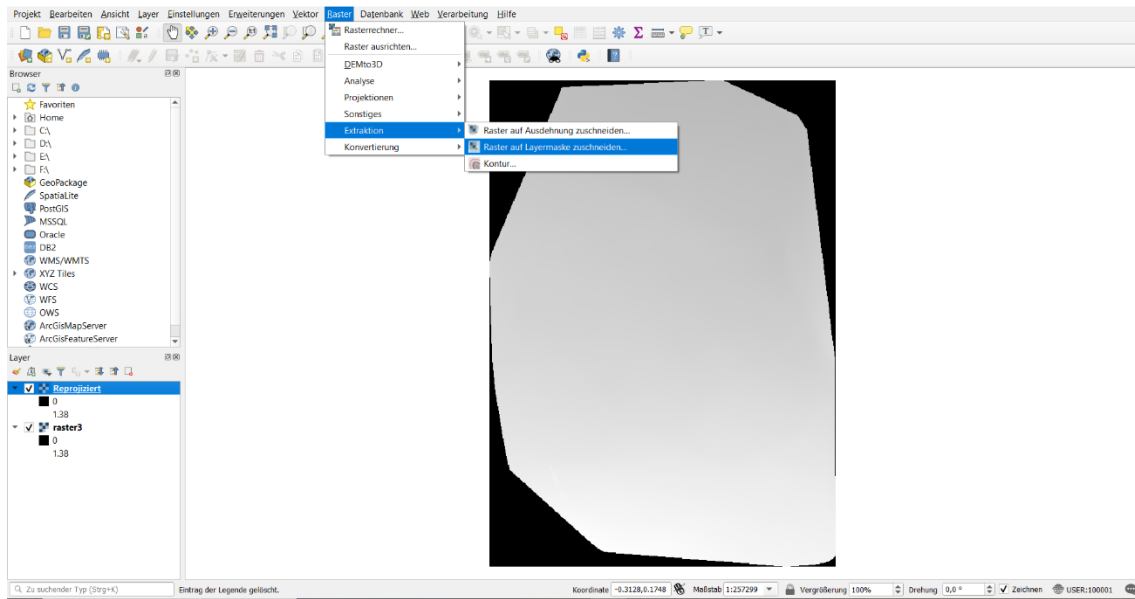 Projekt Bearbeiten Ansicht Layer Einstellungen Erweiterungen Vektor Raster Datenbank Web Verarbeitung Hilfe
Rasterrechner...
Raster ausrichten...
DEMto3D
Analyse
Projektionen
Sonstiges
Extraktion
Konvertierung
Raster auf Ausdehnung zuschneiden...
Raster auf Layermaske zuschneiden...
Kontur...
Browser
Favoriten
Home
C:\
D:\
E:\
F:\
GeoPackage
SpatiaLite
PostGIS
MSSQL
Oracle
DB2
WMS/WMTS
XYZ Tiles
WCS
WFS
OWS
ArcGisMapServer
ArcGisFeatureServer
Layer
Reprojiziert
0
1.38
raster3
0
1.38
Zu suchender Typ (Strg+K) Eintrag der Legende gelöscht. Koordinate -0.3128,0.1748 Maßstab 1:257299 Vergrößerung 100% Drehung 0,0 ° Zeichnen USER:100001